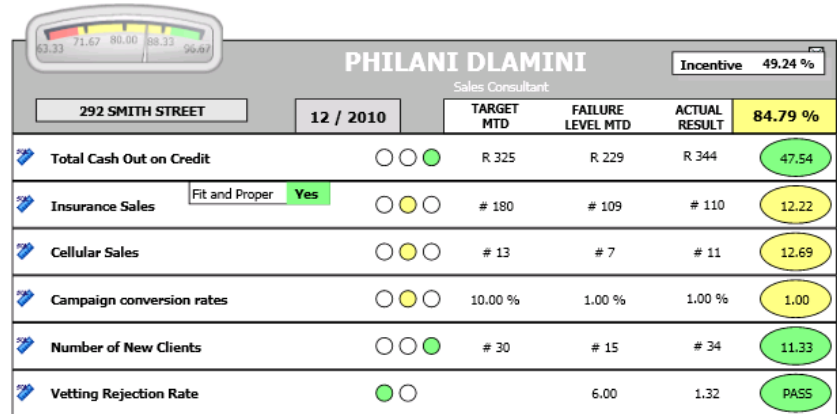 63.33 71.67 80.00 88.33 96.67
PHILANI DLAMINI
Incentive 49.24 %
Sales Consultant
292 SMITH STREET 12 / 2010 TARGET MTD FAILURE LEVEL MTD ACTUAL RESULT 84.79 %
Total Cash Out on Credit R 325 R 229 R 344 47.54
Fit and Proper Yes
Insurance Sales # 180 # 109 # 110 12.22
Cellular Sales # 13 # 7 # 11 12.69
Campaign conversion rates 10.00 % 1.00 % 1.00 % 1.00
Number of New Clients # 30 # 15 # 34 11.33
Vetting Rejection Rate 6.00 1.32 PASS